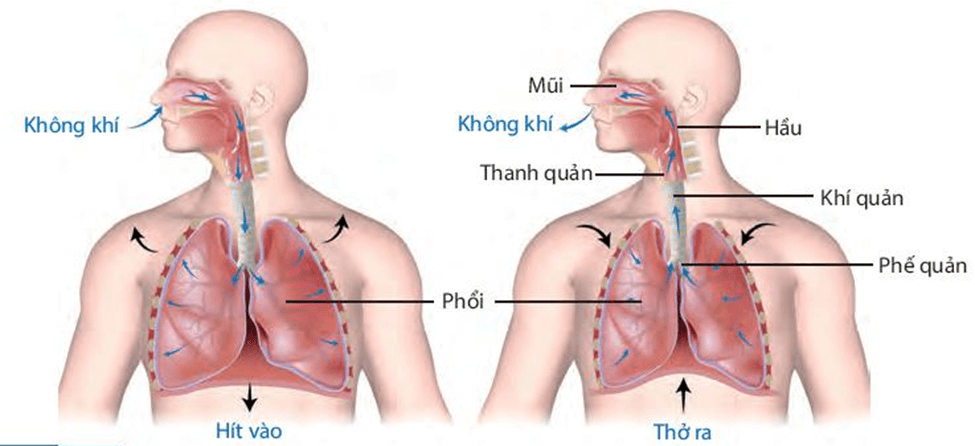 Không khí
Hít vào
Mũi
Không khí
Hầu
Thanh quản
Khí quản
Phế quản
Phổi
Thở ra